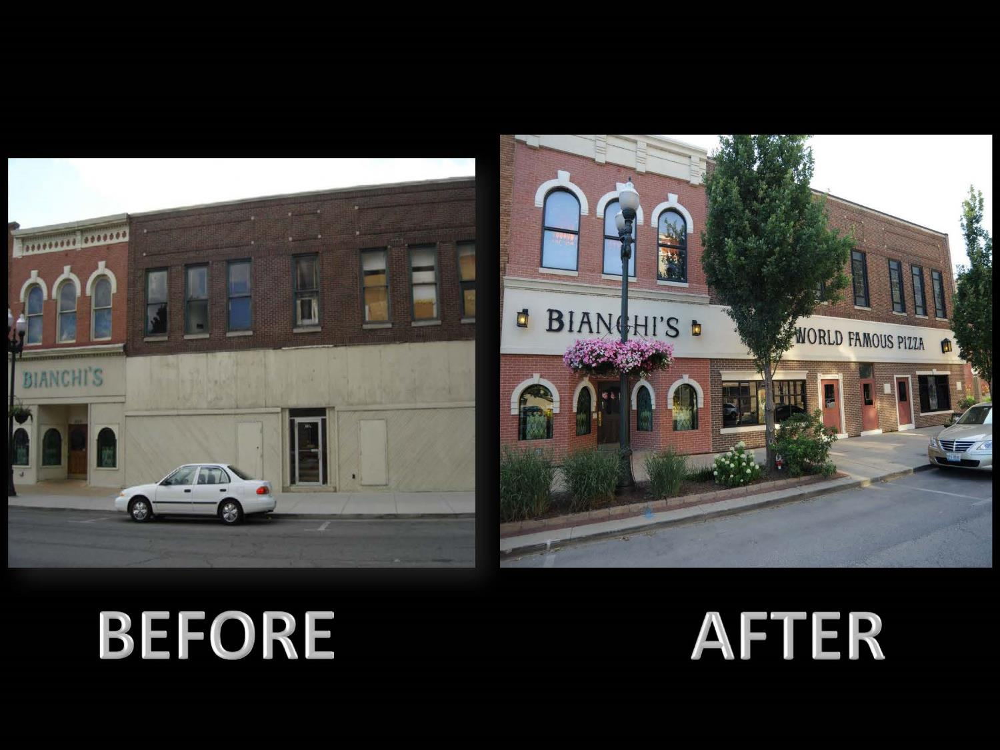 BIANCHI'S
BIANCHI'S
WORLD FAMOUS PIZZA
BEFORE
AFTER